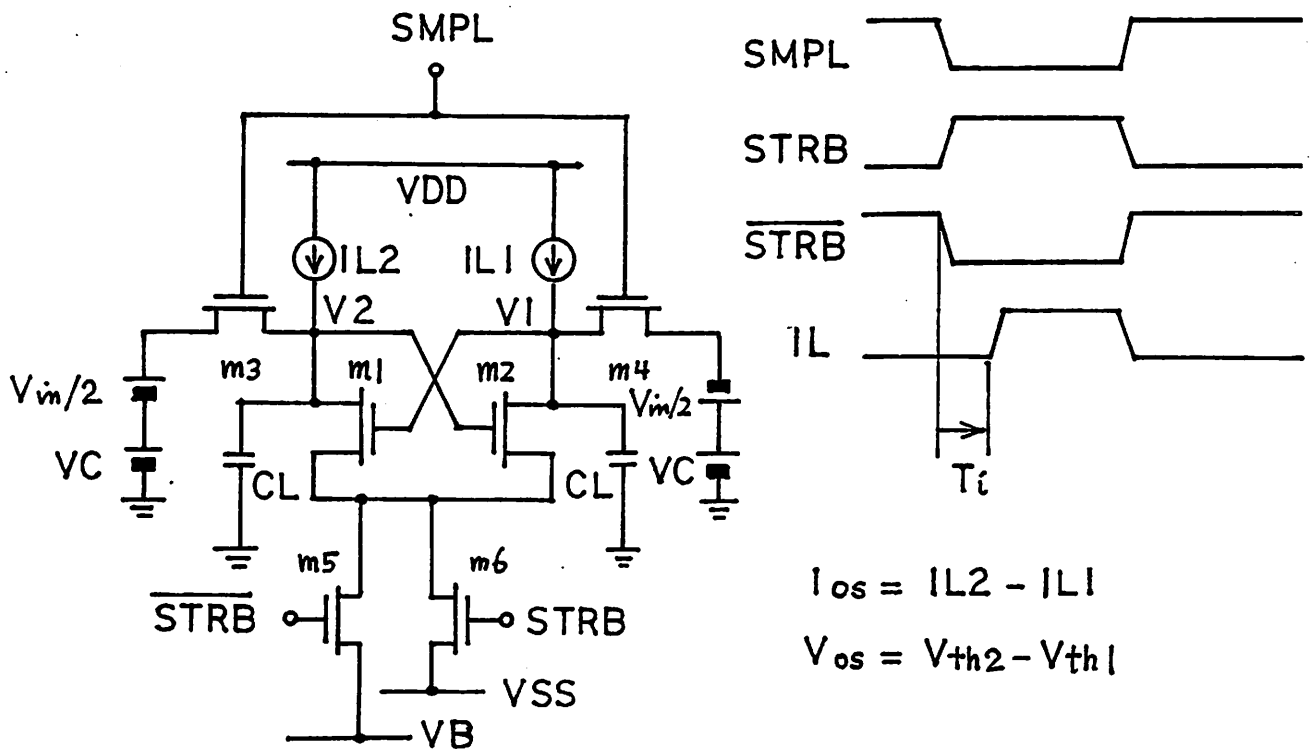 SMPL
VDD
IL2
IL1
V2
V1
m3
m1
m2
m4
Vin/2
Vin/2
VC
VC
CL
CL
m5
m6
STRB
STRB
VSS
VB
SMPL
STRB
STRB
IL
Ti
Ios = IL2 - IL1
Vos = Vth2 - Vth1